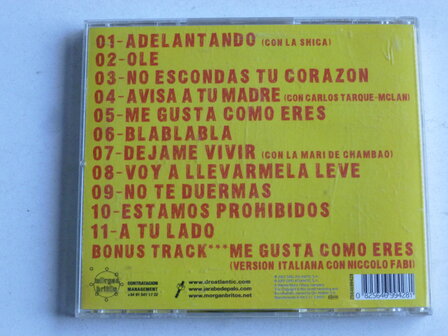 01-ADELANTANDO (CON LA SHICA)
02-OLE
03-NO ESCONDAS TU CORAZON
04-AVISA A TU MADRE (CON CARLOS TARQUE-MCLAN)
05-ME GUSTA COMO ERES
06-BLABLABLA
07-DEJAME VIVIR (CON LA MARI DE CHAMBAO)
08-VOY A LLEVARMELA LEVE
09-NO TE DUERMAS
10-ESTAMOS PROHIBIDOS
11-A TU LADO
BONUS TRACK***ME GUSTA COMO ERES
(VERSION ITALIANA CON NICCOLO FABI)
morgan britos
CONTRATACION
MANAGEMENT
www.droatlantic.com
www.jarabedepalo.com
www.morganbritos.net